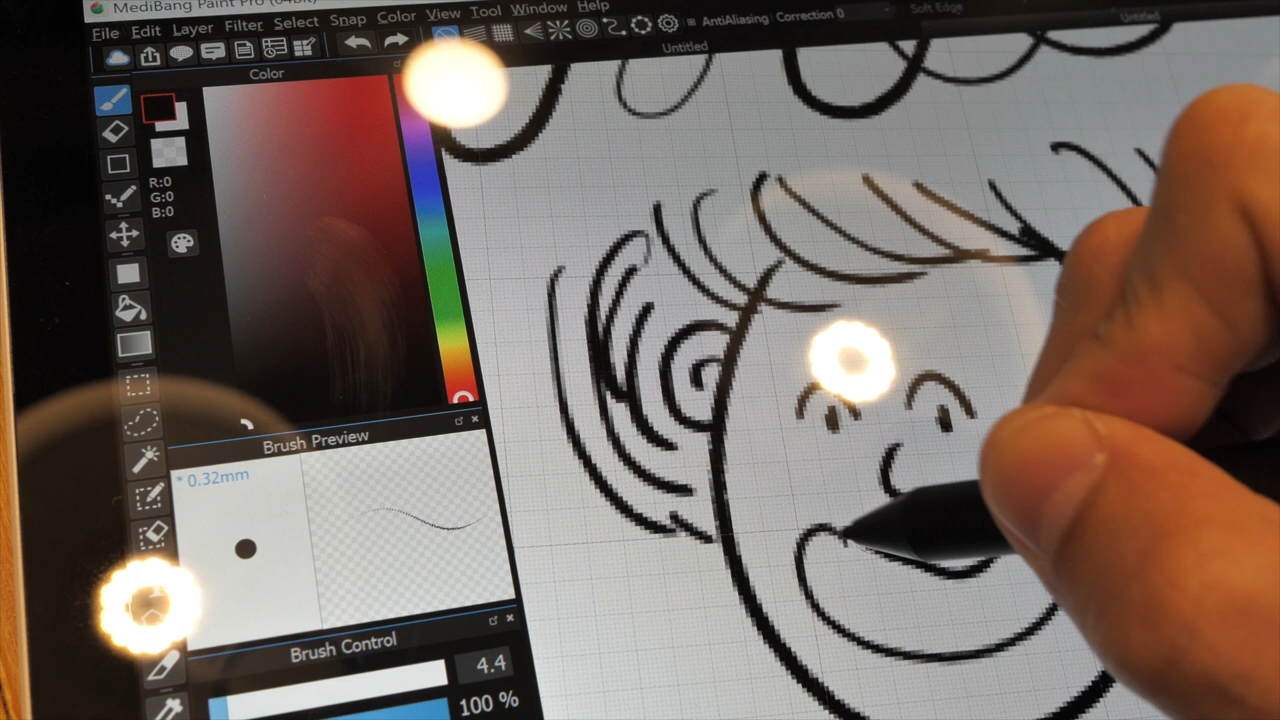 MediBang Paint Pro (64bit)
File Edit Layer Filter Select Snap Color View Tool Window Help
AntiAliasing Correction 0 Soft Edge
Color
Untitled
Untitled
R:0
G:0
B:0
Brush Preview
* 0.32mm
Brush Control
4.4
100 %